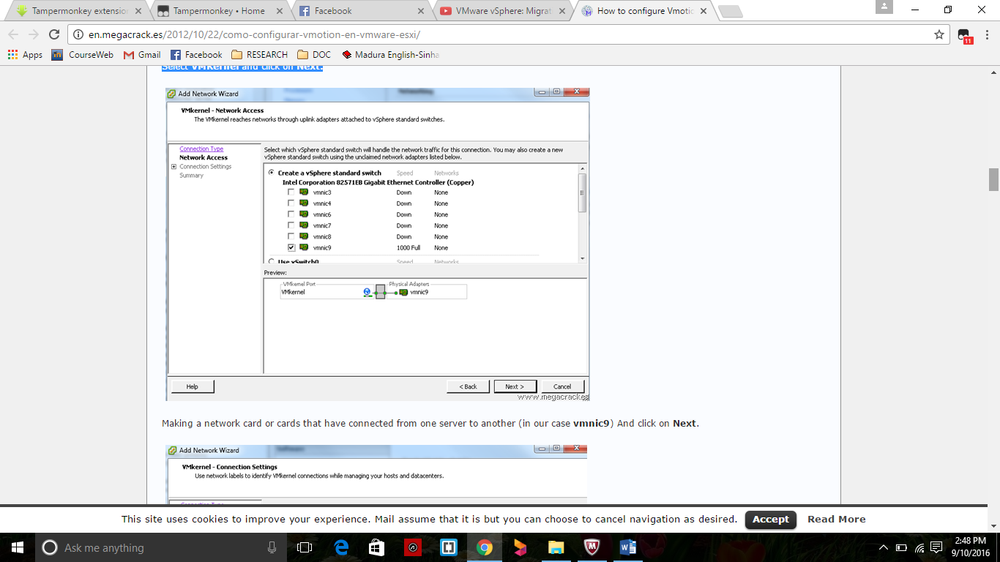 Tampermonkey extension
Tampermonkey • Home
Facebook
VMware vSphere: Migrat
How to configure Vmotic
en.megacrack.es/2012/10/22/como-configurar-vmotion-en-vmware-esxi/
11
Apps
CourseWeb
Gmail
Facebook
RESEARCH
DOC
Madura English-Sinha
Select VMkernel and click on Next.
Add Network Wizard
VMkernel - Network Access
The VMkernel reaches networks through uplink adapters attached to vSphere standard switches.
Connection Type
Network Access
Connection Settings
Summary
Select which vSphere standard switch will handle the network traffic for this connection. You may also create a new
vSphere standard switch using the unclaimed network adapters listed below.
Create a vSphere standard switch Speed Networks
Intel Corporation 82571EB Gigabit Ethernet Controller (Copper)
vmnic3 Down None
vmnic4 Down None
vmnic6 Down None
vmnic7 Down None
vmnic8 Down None
vmnic9 1000 Full None
Use vSwitch0 Speed Networks
Preview:
VMkernel Port
VMkernel
Physical Adapters
vmnic9
Help
< Back
Next >
Cancel
www.megacrack.es
Making a network card or cards that have connected from one server to another (in our case vmnic9) And click on Next.
Add Network Wizard
VMkernel - Connection Settings
Use network labels to identify VMkernel connections while managing your hosts and datacenters.
Connection Type
This site uses cookies to improve your experience. Mail assume that it is but you can choose to cancel navigation as desired. Accept Read More
Ask me anything
2:48 PM
9/10/2016